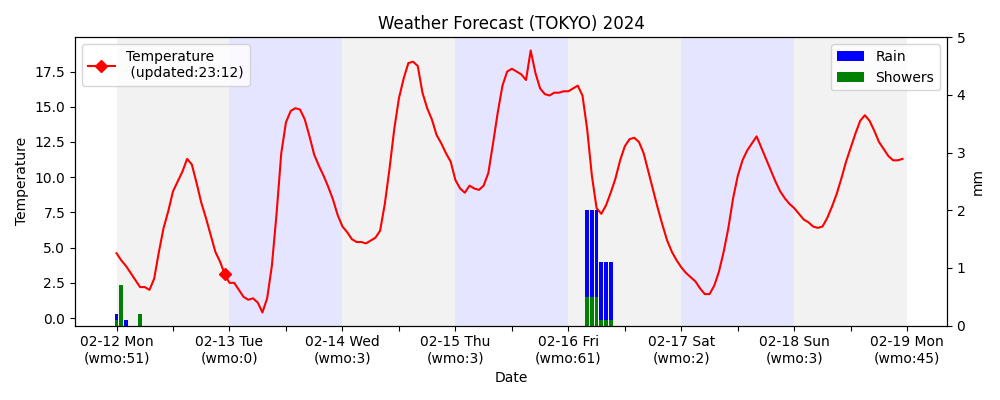 Weather Forecast (TOKYO) 2024
Temperature
(updated:23:12)
Rain
Showers
Temperature
17.5
15.0
12.5
10.0
7.5
5.0
2.5
0.0
5
4
3
2
1
0
mm
02-12 Mon 02-13 Tue 02-14 Wed 02-15 Thu 02-16 Fri 02-17 Sat 02-18 Sun 02-19 Mon
(wmo:51) (wmo:0) (wmo:3) (wmo:3) (wmo:61) (wmo:2) (wmo:3) (wmo:45)
Date